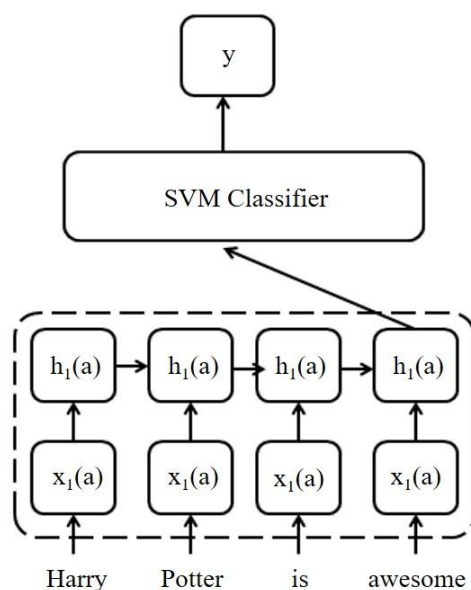 y
SVM Classifier
h₁(a) h₁(a) h₁(a) h₁(a)
x₁(a) x₁(a) x₁(a) x₁(a)
Harry Potter is awesome